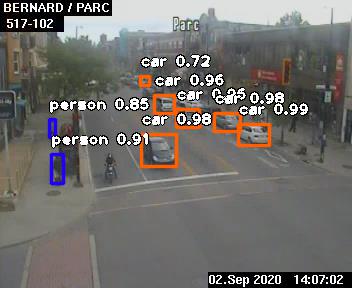 BERNARD / PARC
517-102
Parc
car 0.72
car 0.96
car 0.95
car 0.98
person 0.85
car 0.99
car 0.98
person 0.91
02.Sep 2020 14:07:02